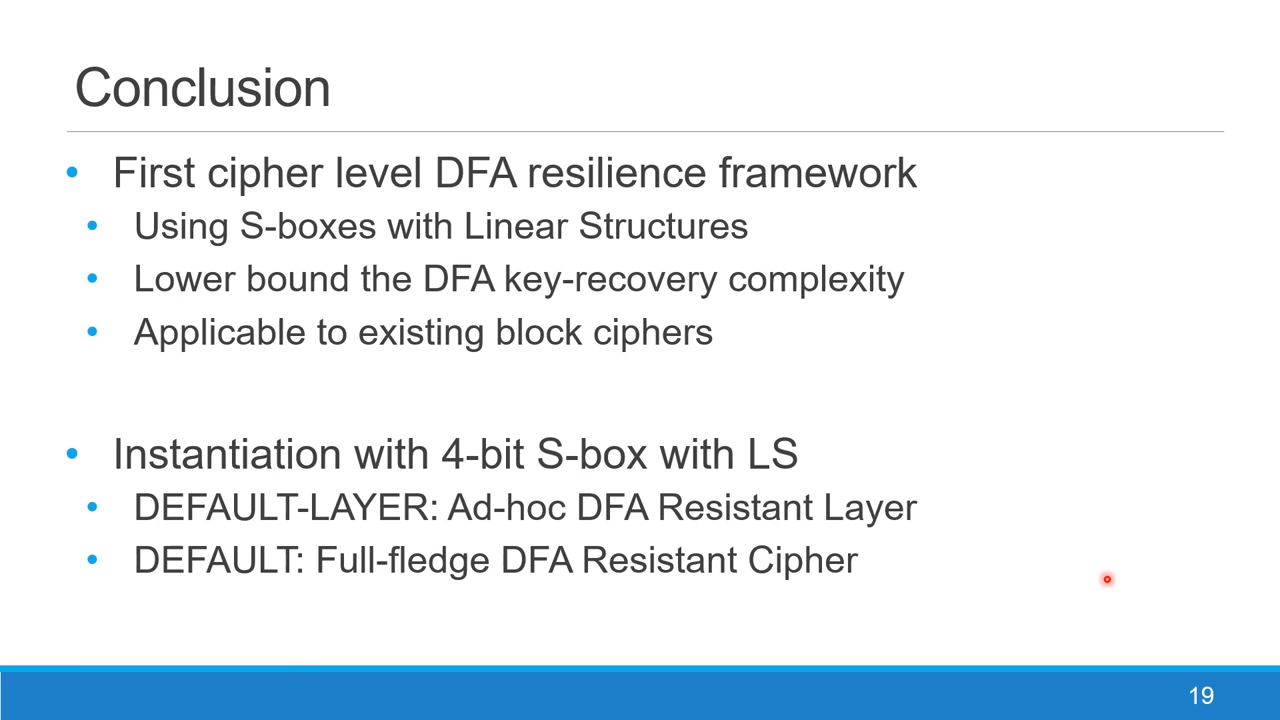 Conclusion
• First cipher level DFA resilience framework
• Using S-boxes with Linear Structures
• Lower bound the DFA key-recovery complexity
• Applicable to existing block ciphers
• Instantiation with 4-bit S-box with LS
• DEFAULT-LAYER: Ad-hoc DFA Resistant Layer
• DEFAULT: Full-fledge DFA Resistant Cipher
19